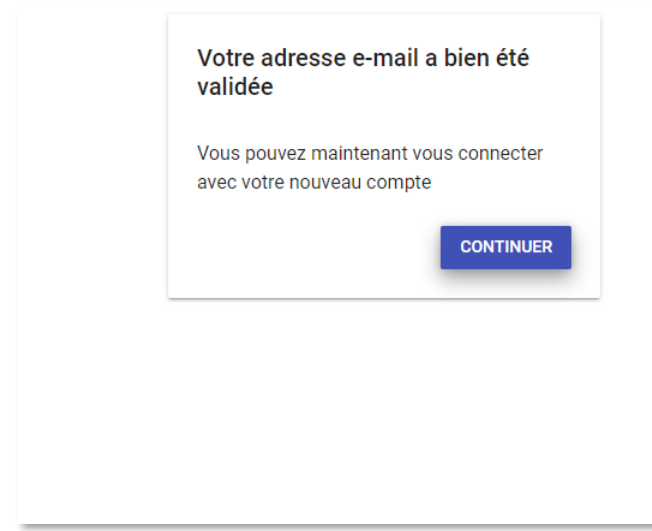 Votre adresse e-mail a bien été
validée
Vous pouvez maintenant vous connecter
avec votre nouveau compte
CONTINUER